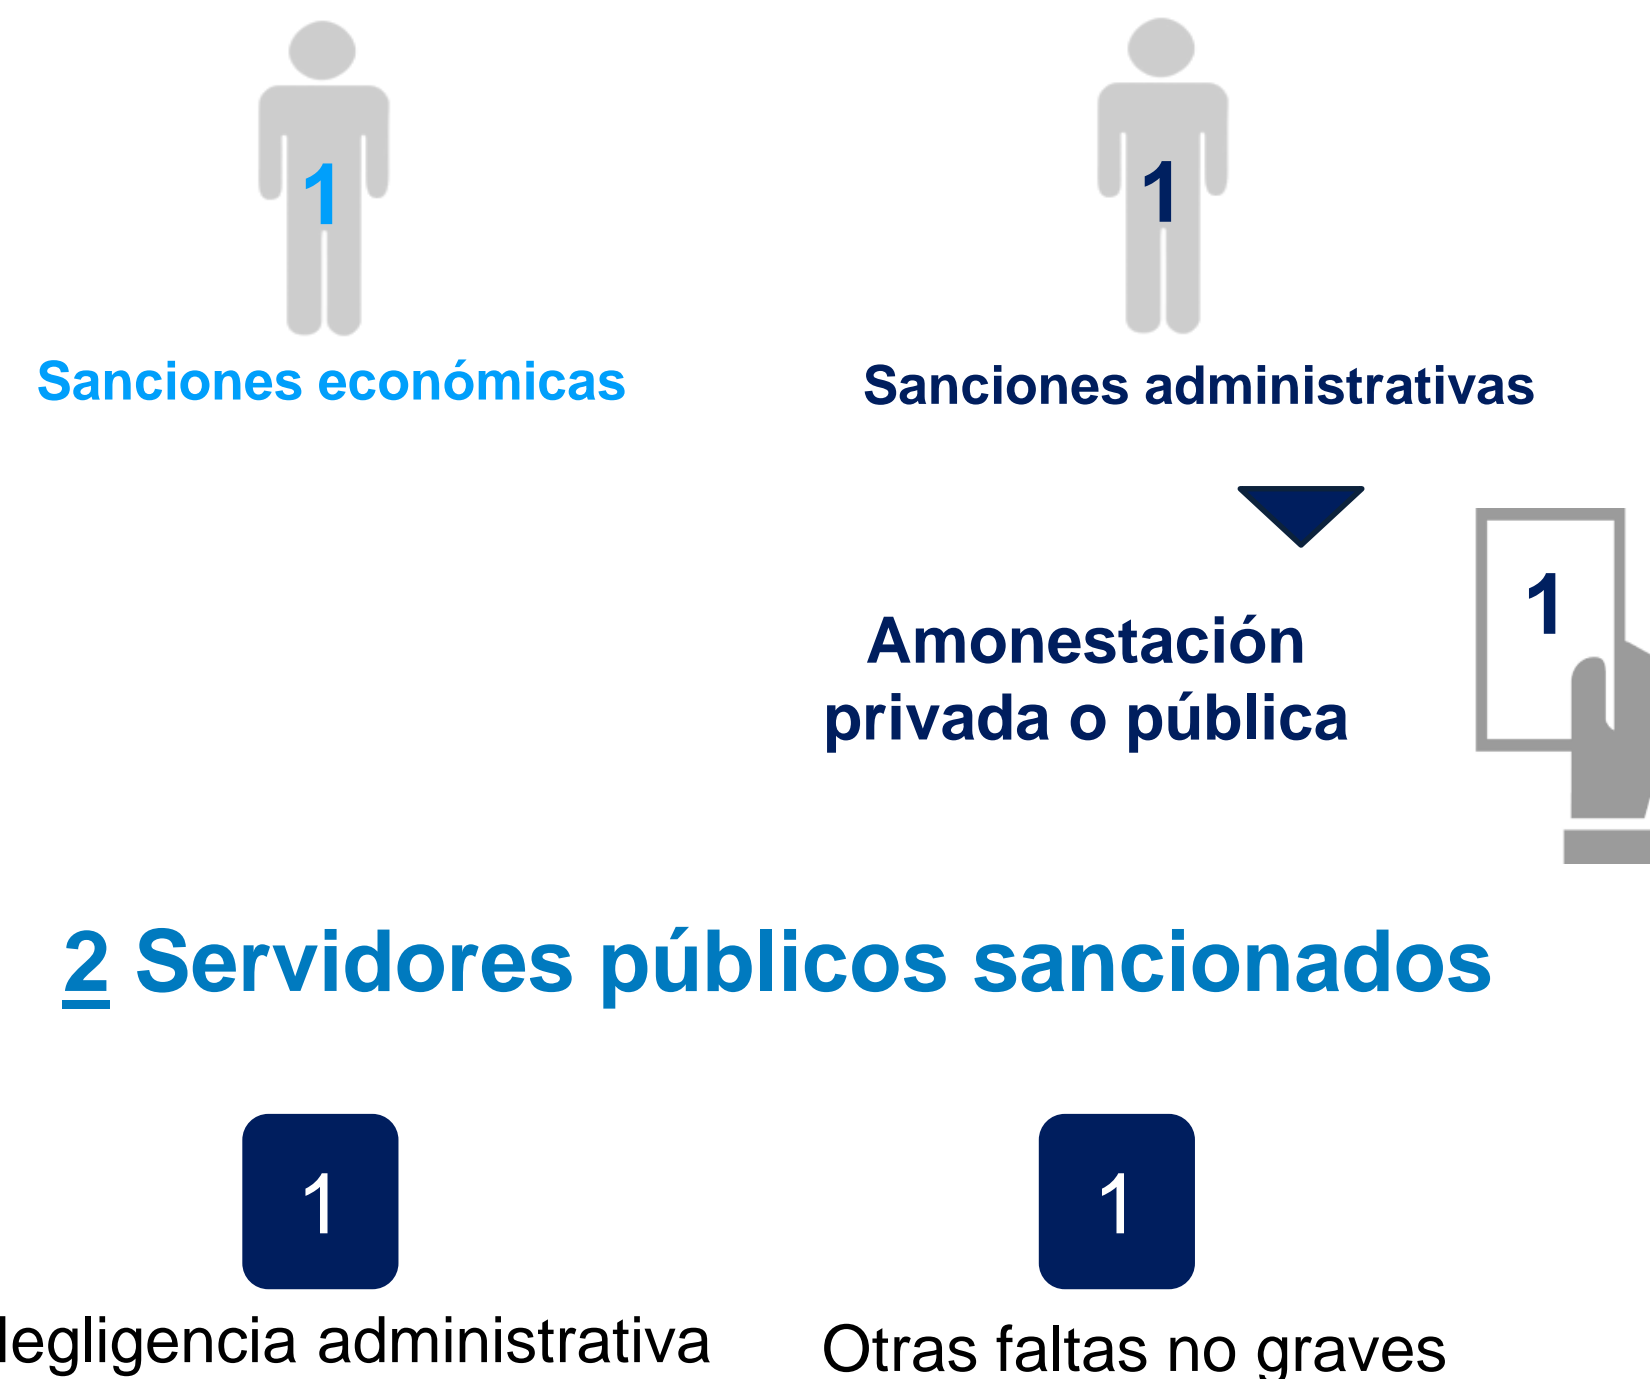 1
1
Sanciones económicas
Sanciones administrativas
1
Amonestación
privada o pública
2 Servidores públicos sancionados
1
1
administrativa
Otras faltas no graves